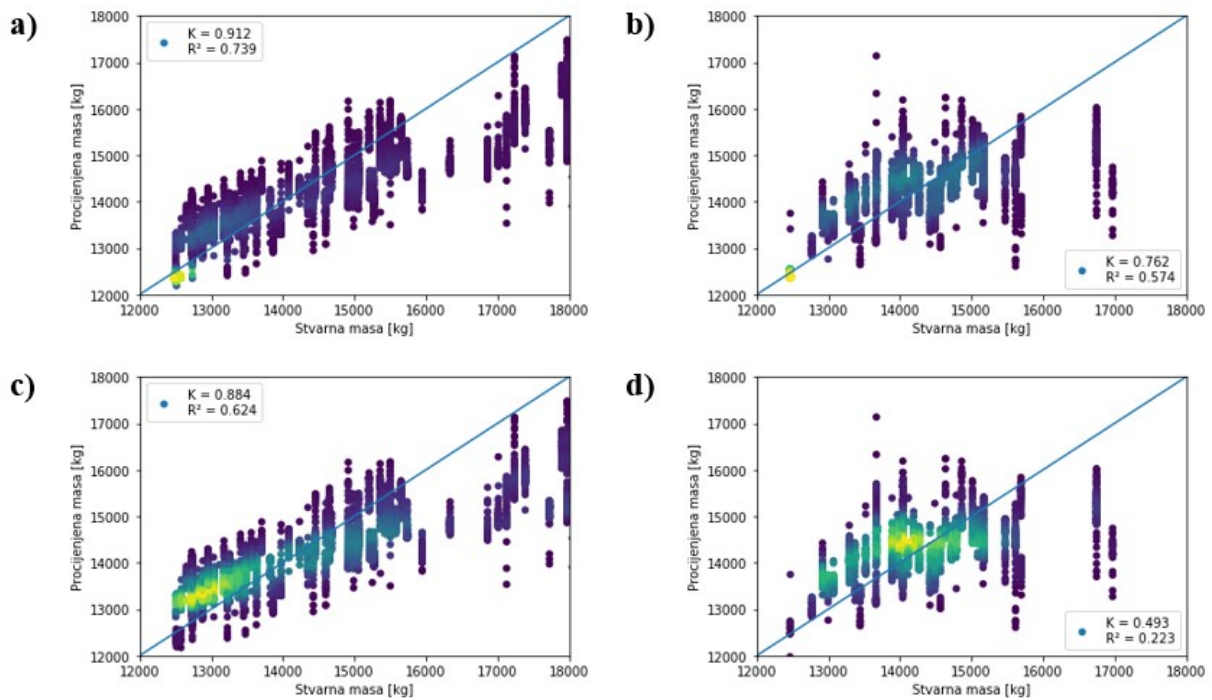 a)
18000
17000
16000
15000
14000
13000
12000
Procijenjena masa [kg]
K = 0.912
R² = 0.739
12000 13000 14000 15000 16000 17000 18000
Stvarna masa [kg]
b)
18000
17000
16000
15000
14000
13000
12000
Procijenjena masa [kg]
K = 0.762
R² = 0.574
12000 13000 14000 15000 16000 17000 18000
Stvarna masa [kg]
c)
18000
17000
16000
15000
14000
13000
12000
Procijenjena masa [kg]
K = 0.884
R² = 0.624
12000 13000 14000 15000 16000 17000 18000
Stvarna masa [kg]
d)
18000
17000
16000
15000
14000
13000
12000
Procijenjena masa [kg]
K = 0.493
R² = 0.223
12000 13000 14000 15000 16000 17000 18000
Stvarna masa [kg]